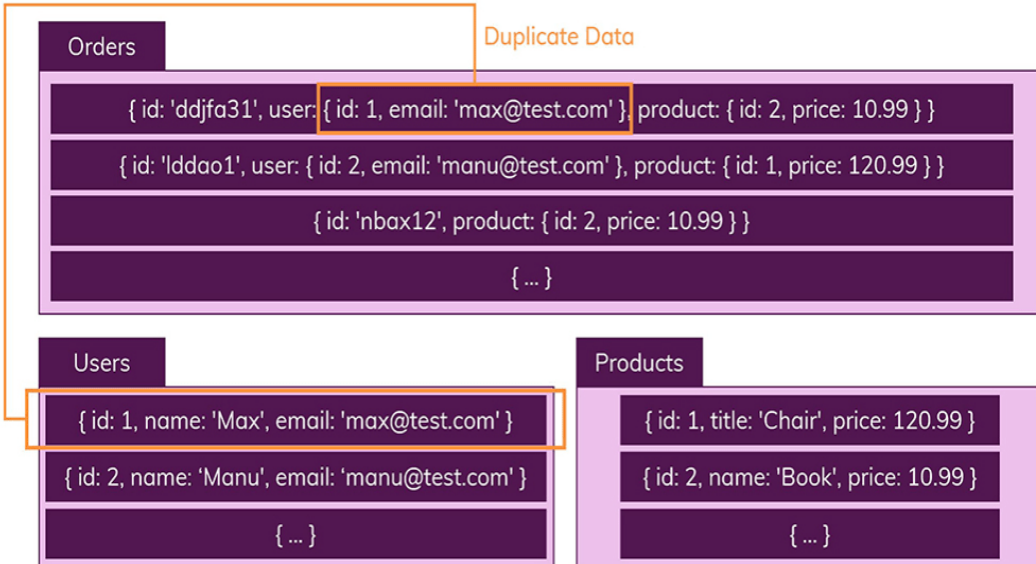 Orders
Duplicate Data
{ id: 'ddjfa31', user: { id: 1, email: 'max@test.com' }, product: { id: 2, price: 10.99 } }
{ id: 'lddao1', user: { id: 2, email: 'manu@test.com' }, product: { id: 1, price: 120.99 } }
{ id: 'nbax12', product: { id: 2, price: 10.99 } }
{ ... }
Users
{ id: 1, name: 'Max', email: 'max@test.com' }
{ id: 2, name: ‘Manu', email: ‘manu@test.com' }
{ ... }
Products
{ id: 1, title: 'Chair', price: 120.99 }
{ id: 2, name: 'Book', price: 10.99 }
{ ... }